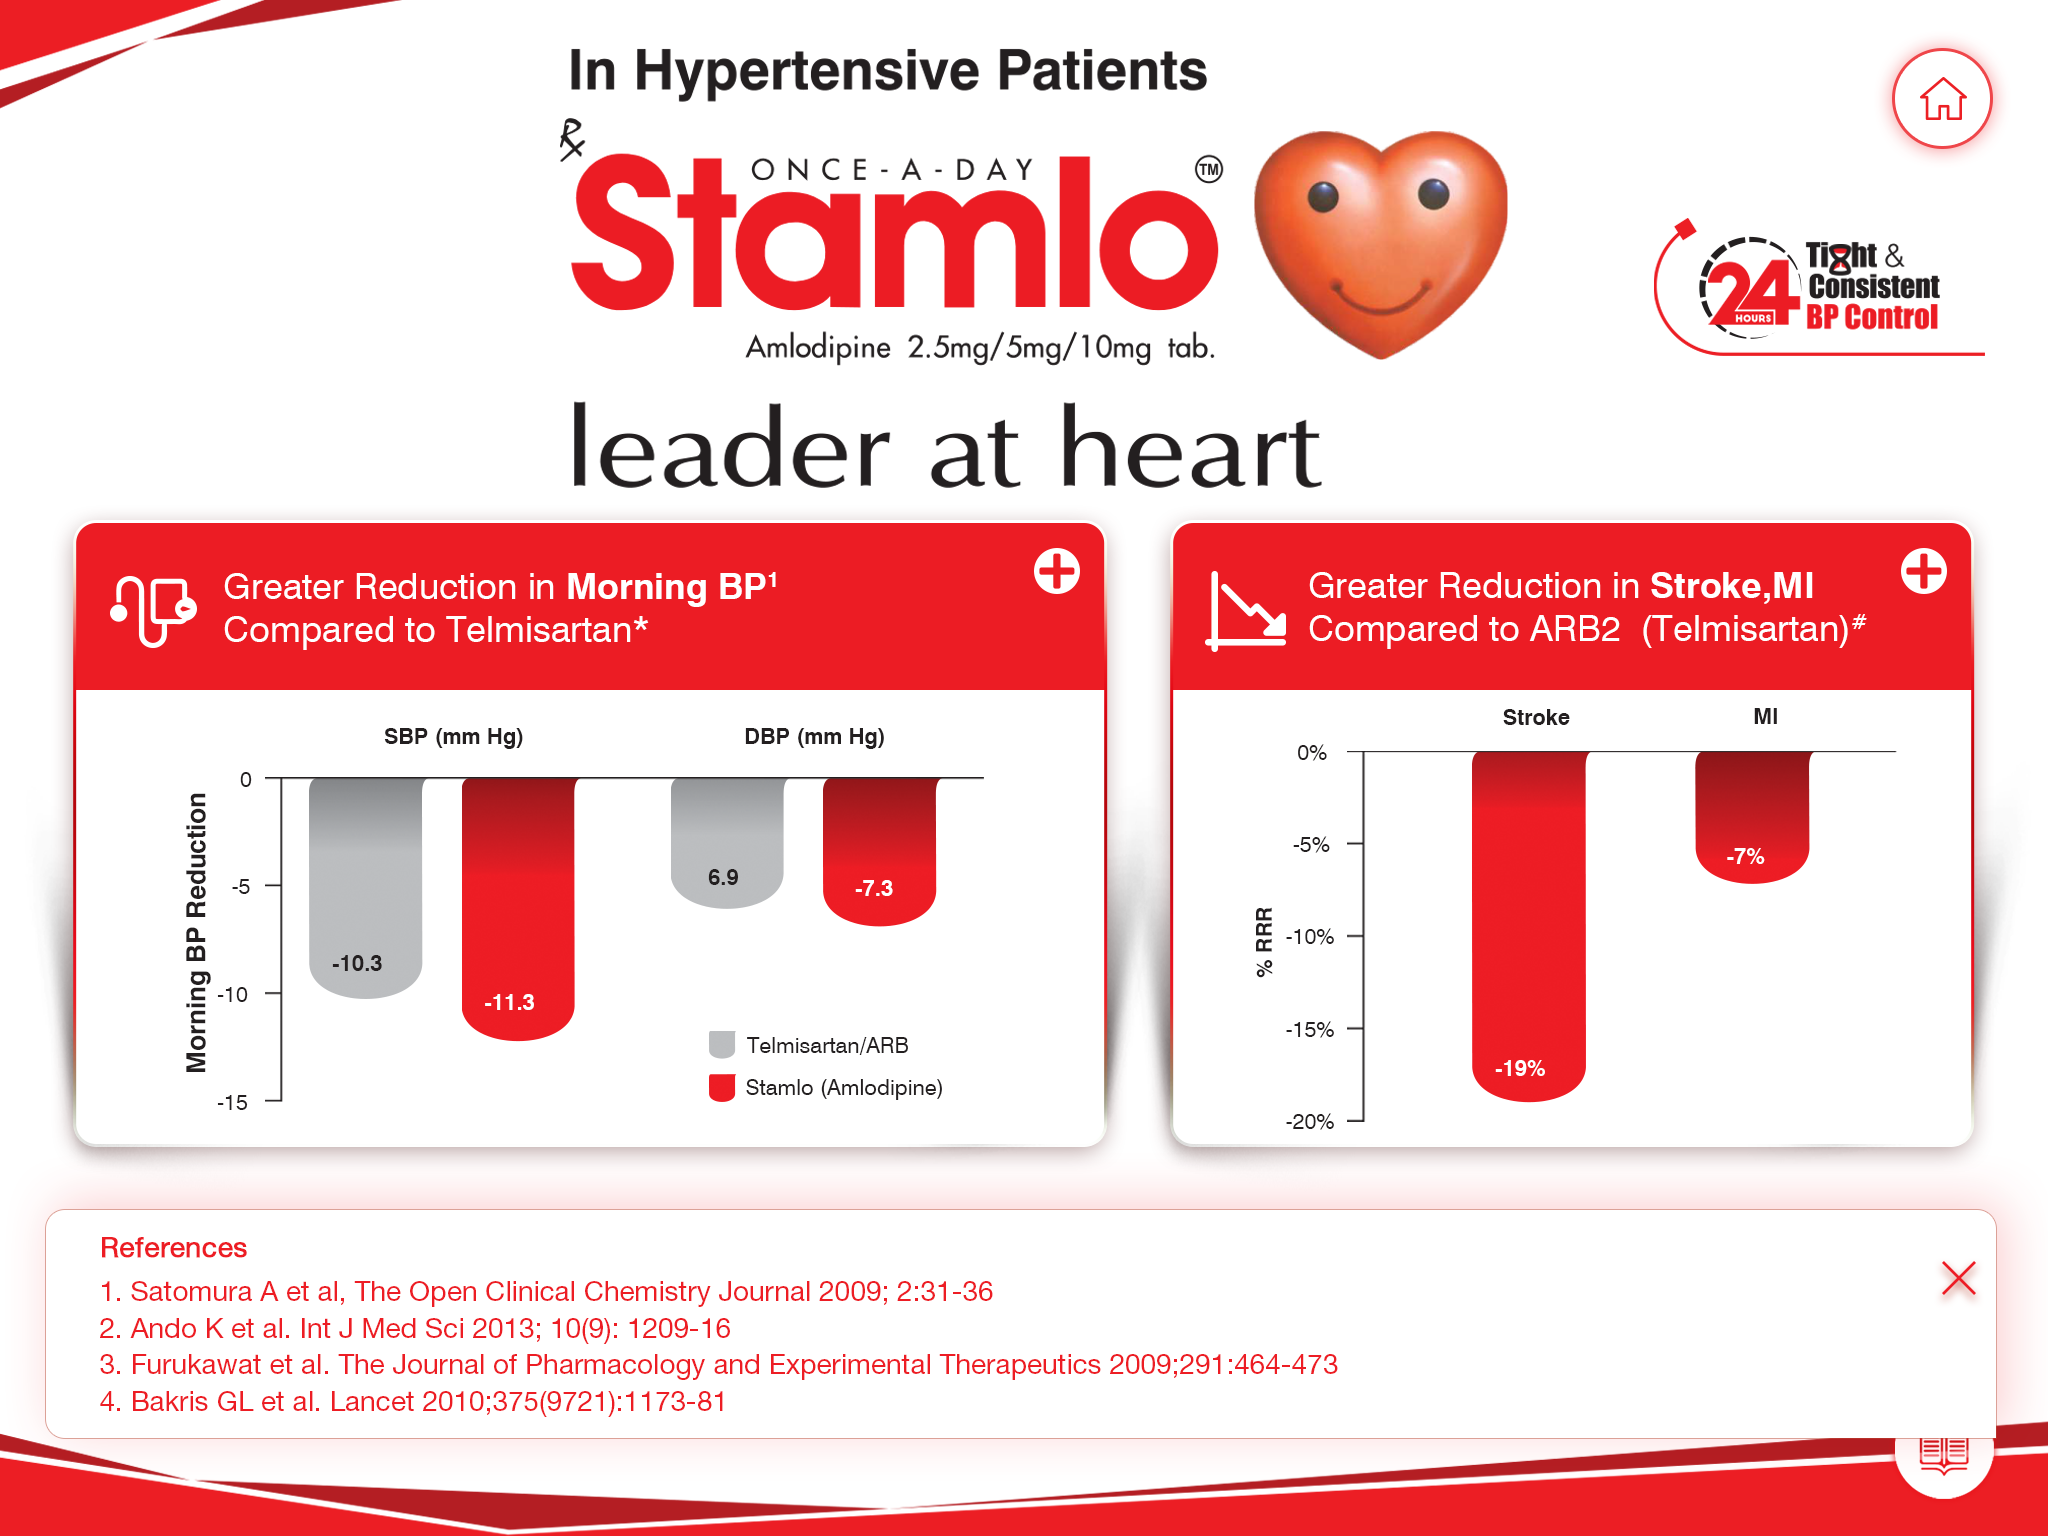 In Hypertensive Patients
℞
ONCE-A-DAY
Stamlo™
Amlodipine 2.5mg/5mg/10mg tab.
leader at heart
24 HOURS
Tight &
Consistent
BP Control
Greater Reduction in Morning BP¹
Compared to Telmisartan*
SBP (mm Hg) DBP (mm Hg)
Morning BP Reduction
0
-5
-10
-15
-10.3
-11.3
6.9
-7.3
Telmisartan/ARB
Stamlo (Amlodipine)
Greater Reduction in Stroke,MI
Compared to ARB2 (Telmisartan)#
Stroke MI
% RRR
0%
-5%
-10%
-15%
-20%
-19%
-7%
References
1. Satomura A et al, The Open Clinical Chemistry Journal 2009; 2:31-36
2. Ando K et al. Int J Med Sci 2013; 10(9): 1209-16
3. Furukawat et al. The Journal of Pharmacology and Experimental Therapeutics 2009;291:464-473
4. Bakris GL et al. Lancet 2010;375(9721):1173-81